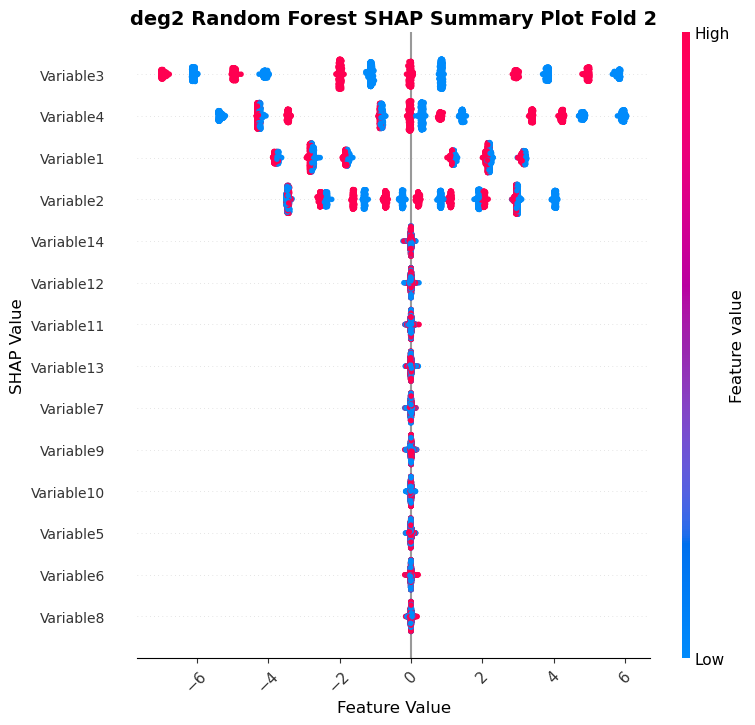 deg2 Random Forest SHAP Summary Plot Fold 2
High
Variable3
Variable4
Variable1
Variable2
Variable14
Variable12
Variable11
Variable13
Variable7
Variable9
Variable10
Variable5
Variable6
Variable8
SHAP Value
Feature value
Low
−6
−4
−2
0
2
4
6
Feature Value